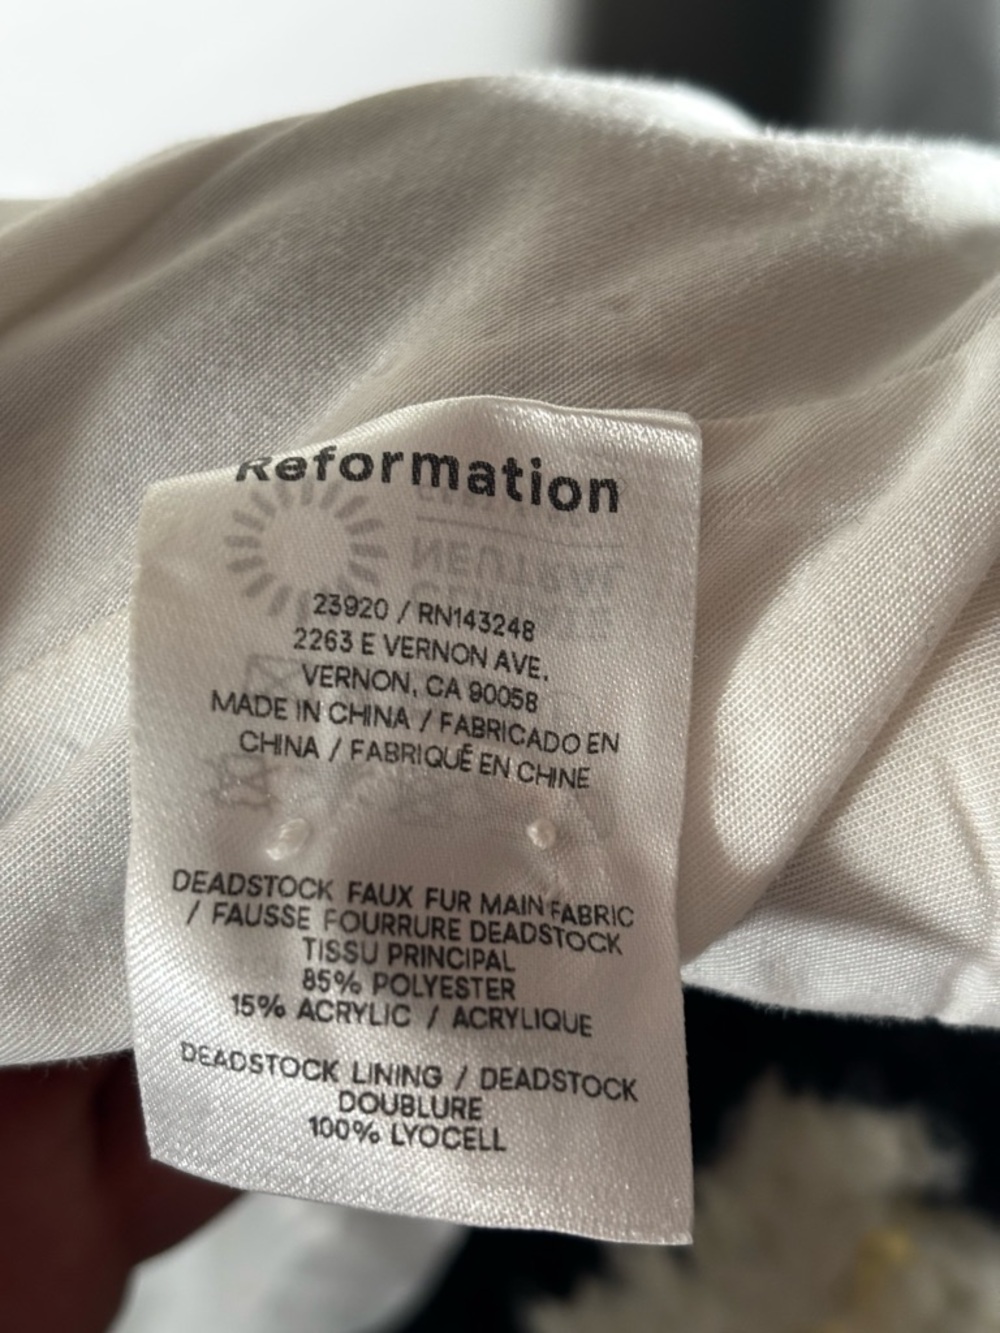 Reformation
23920 / RN143248
2263 E VERNON AVE.
VERNON, CA 90058
MADE IN CHINA / FABRICADO EN
CHINA / FABRIQUÉ EN CHINE
DEADSTOCK FAUX FUR MAIN FABRIC
/ FAUSSE FOURRURE DEADSTOCK
TISSU PRINCIPAL
85% POLYESTER
15% ACRYLIC / ACRYLIQUE
DEADSTOCK LINING / DEADSTOCK
DOUBLURE
100% LYOCELL